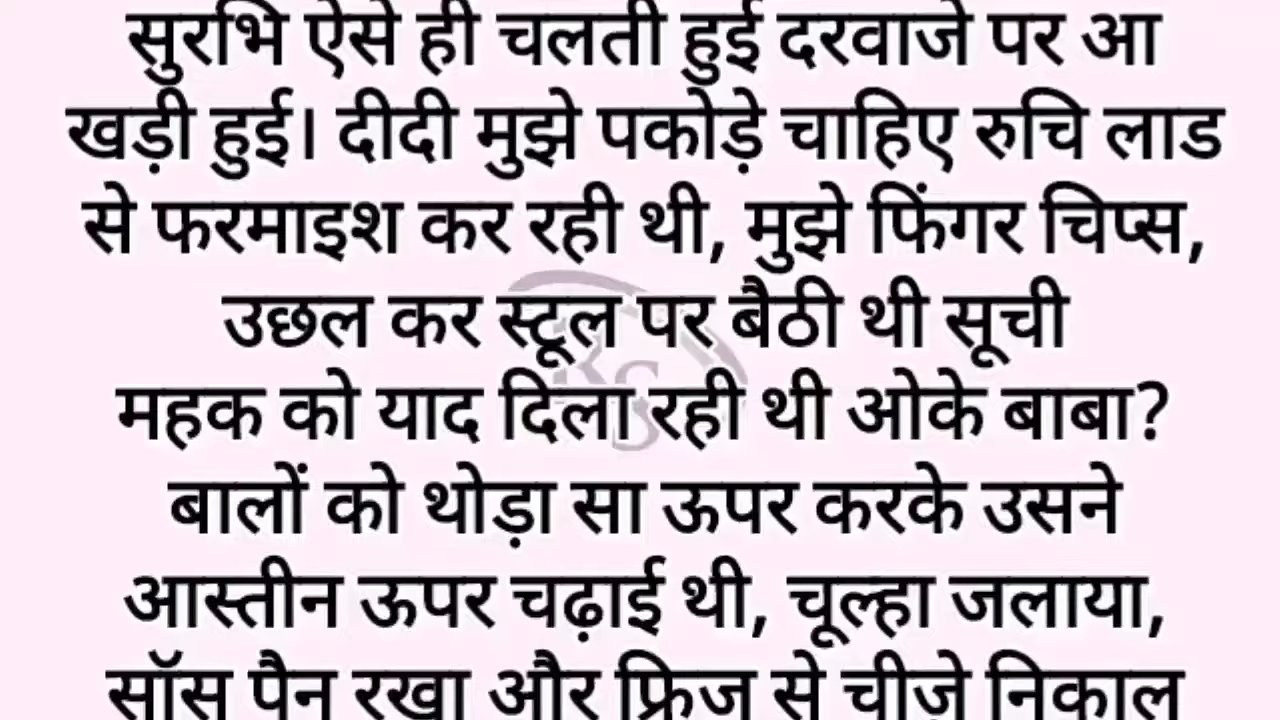 सुरभि ऐसे ही चलती हुई दरवाजे पर आ
खड़ी हुई। दीदी मुझे पकोड़े चाहिए रुचि लाड
से फरमाइश कर रही थी, मुझे फिंगर चिप्स,
उछल कर स्टूल पर बैठी थी सूची
महक को याद दिला रही थी ओके बाबा?
बालों को थोड़ा सा ऊपर करके उसने
आस्तीन ऊपर चढ़ाई थी, चूल्हा जलाया,
सॉस पैन रखा और फ्रिज से चीजे निकाल